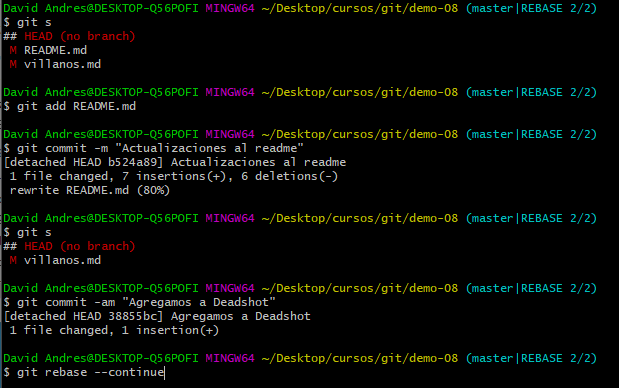 David Andres@DESKTOP-Q56POFI MINGW64 ~/Desktop/cursos/git/demo-08 (master|REBASE 2/2)
$ git s
## HEAD (no branch)
 M README.md
 M villanos.md
David Andres@DESKTOP-Q56POFI MINGW64 ~/Desktop/cursos/git/demo-08 (master|REBASE 2/2)
$ git add README.md
David Andres@DESKTOP-Q56POFI MINGW64 ~/Desktop/cursos/git/demo-08 (master|REBASE 2/2)
$ git commit -m "Actualizaciones al readme"
[detached HEAD b524a89] Actualizaciones al readme
 1 file changed, 7 insertions(+), 6 deletions(-)
 rewrite README.md (80%)
David Andres@DESKTOP-Q56POFI MINGW64 ~/Desktop/cursos/git/demo-08 (master|REBASE 2/2)
$ git s
## HEAD (no branch)
 M villanos.md
David Andres@DESKTOP-Q56POFI MINGW64 ~/Desktop/cursos/git/demo-08 (master|REBASE 2/2)
$ git commit -am "Agregamos a Deadshot"
[detached HEAD 38855bc] Agregamos a Deadshot
 1 file changed, 1 insertion(+)
David Andres@DESKTOP-Q56POFI MINGW64 ~/Desktop/cursos/git/demo-08 (master|REBASE 2/2)
$ git rebase --continue